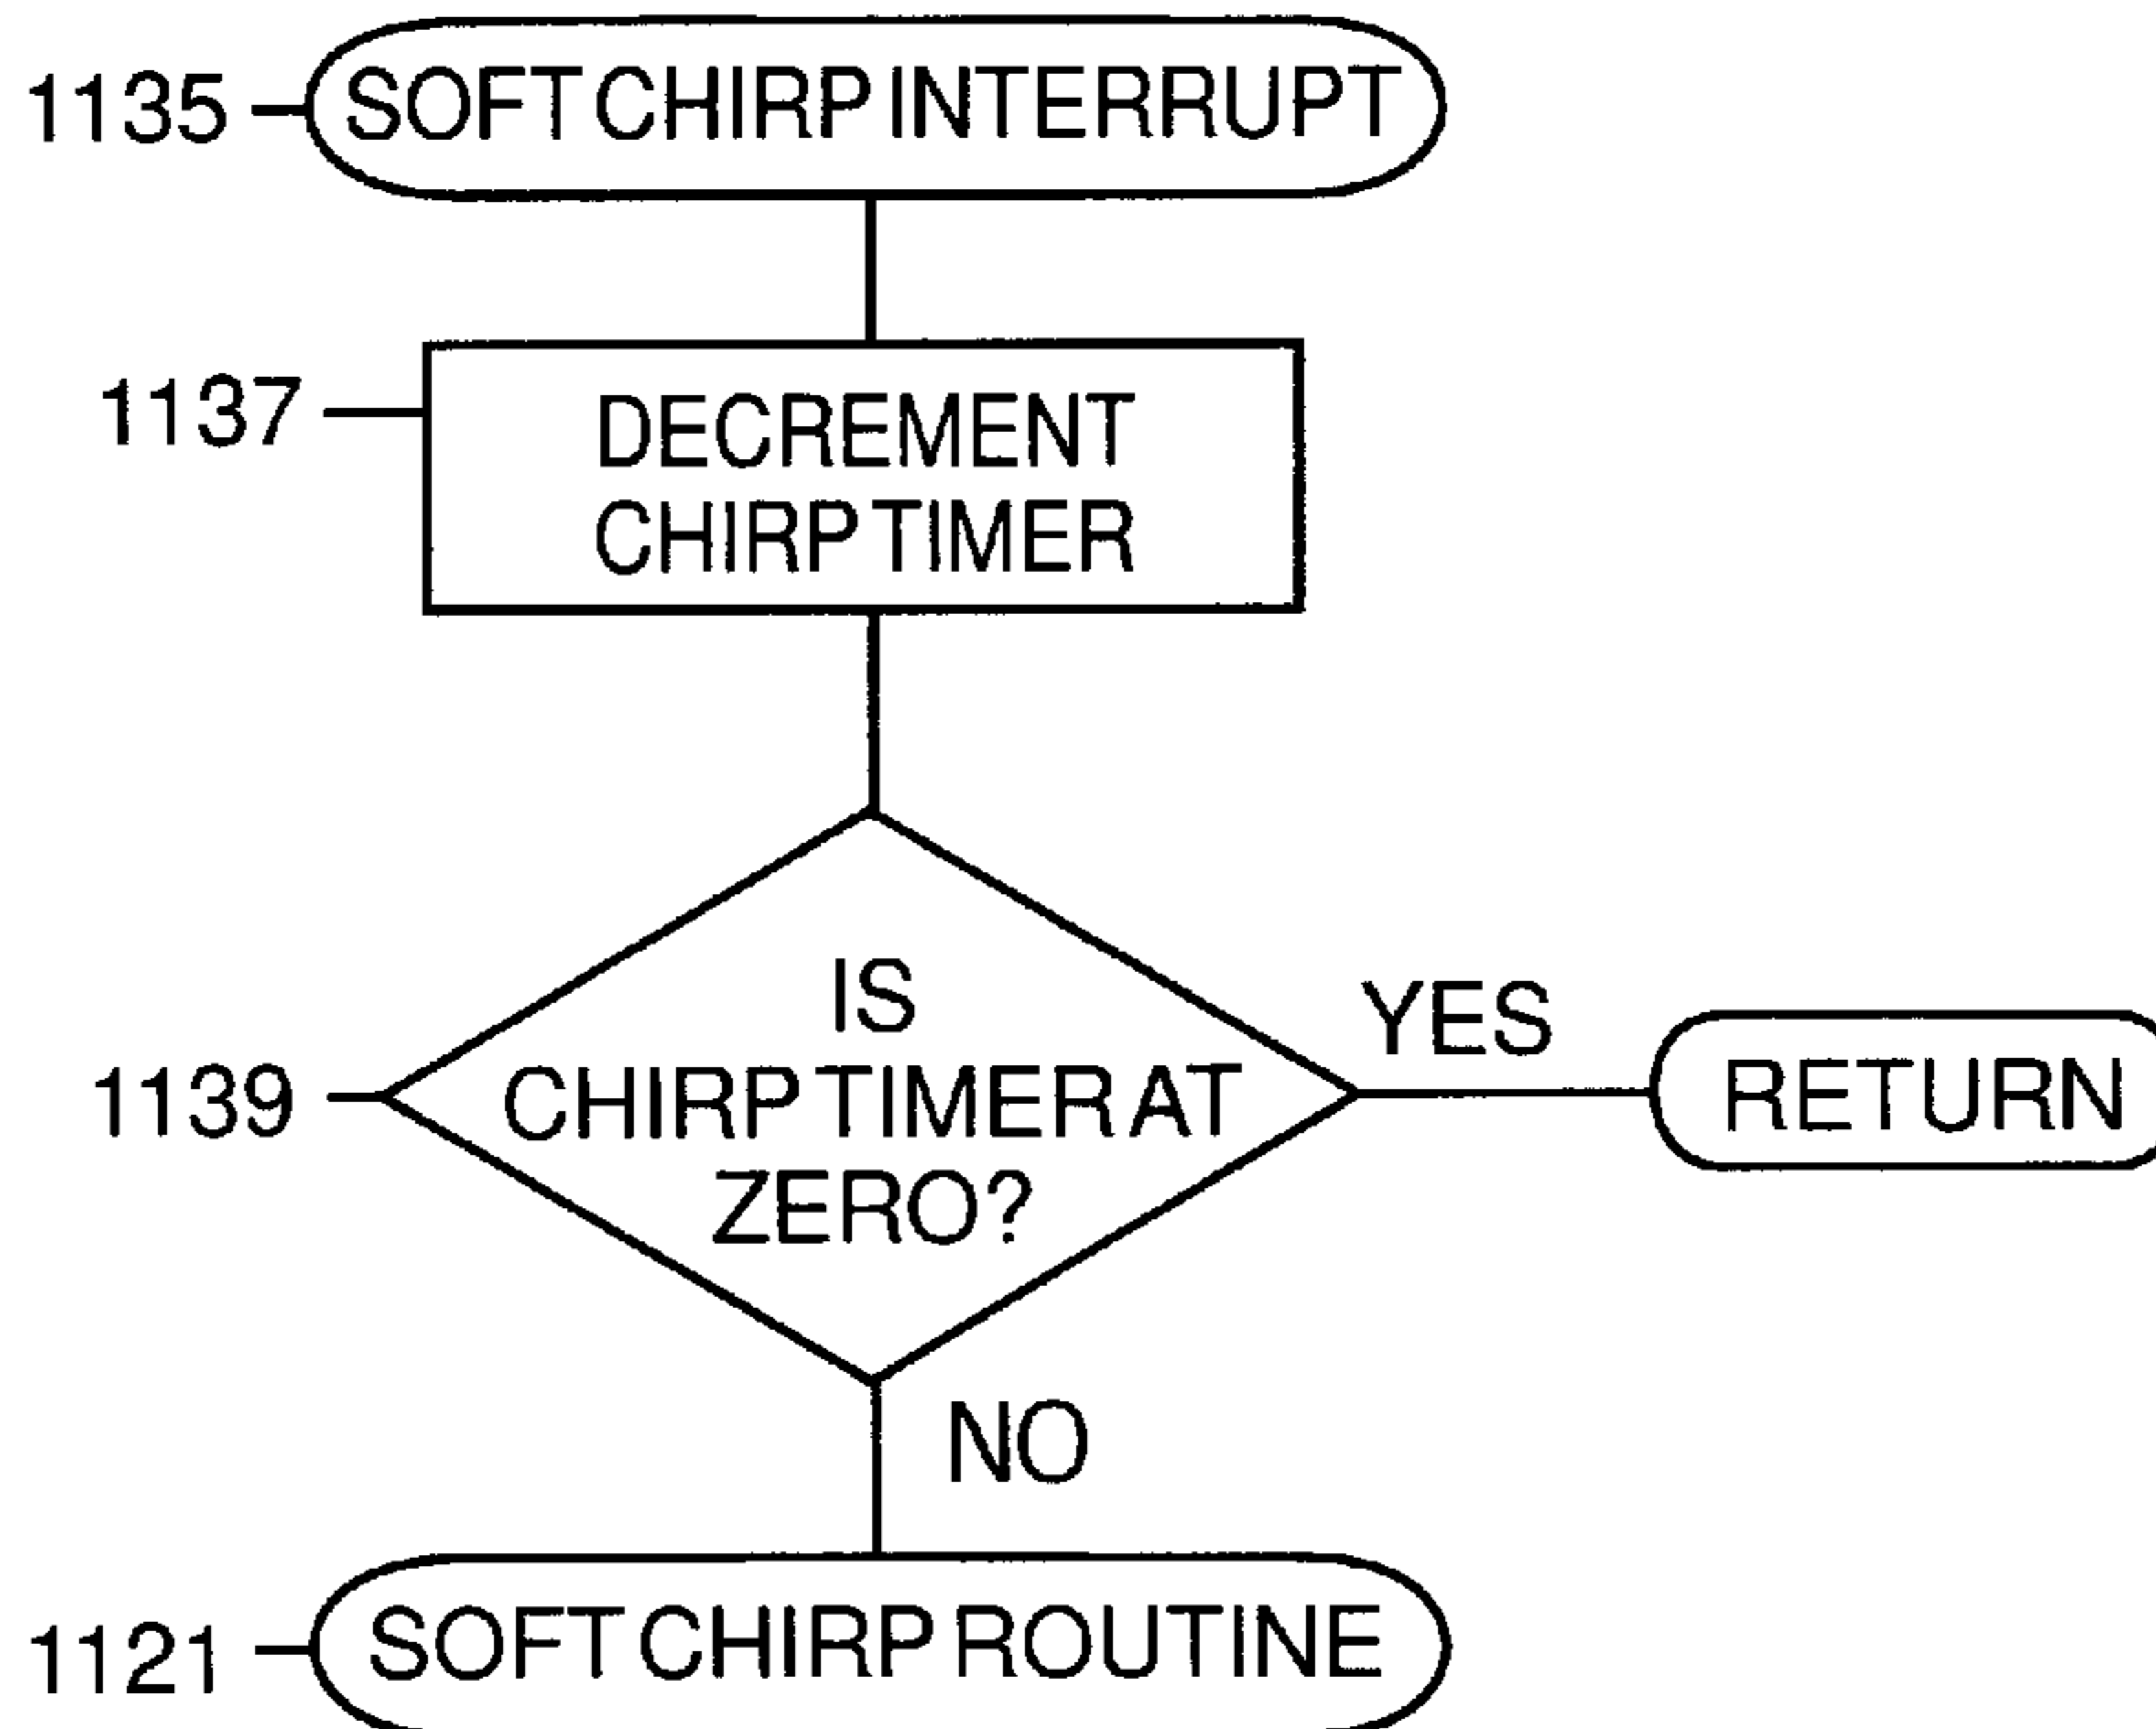 1135 SOFT CHIRP INTERRUPT
1137
DECREMENT
CHIRP TIMER
IS
YES
1139 CHIRP TIMER AT RETURN
ZERO?
NO
1121 SOFT CHIRP ROUTINE